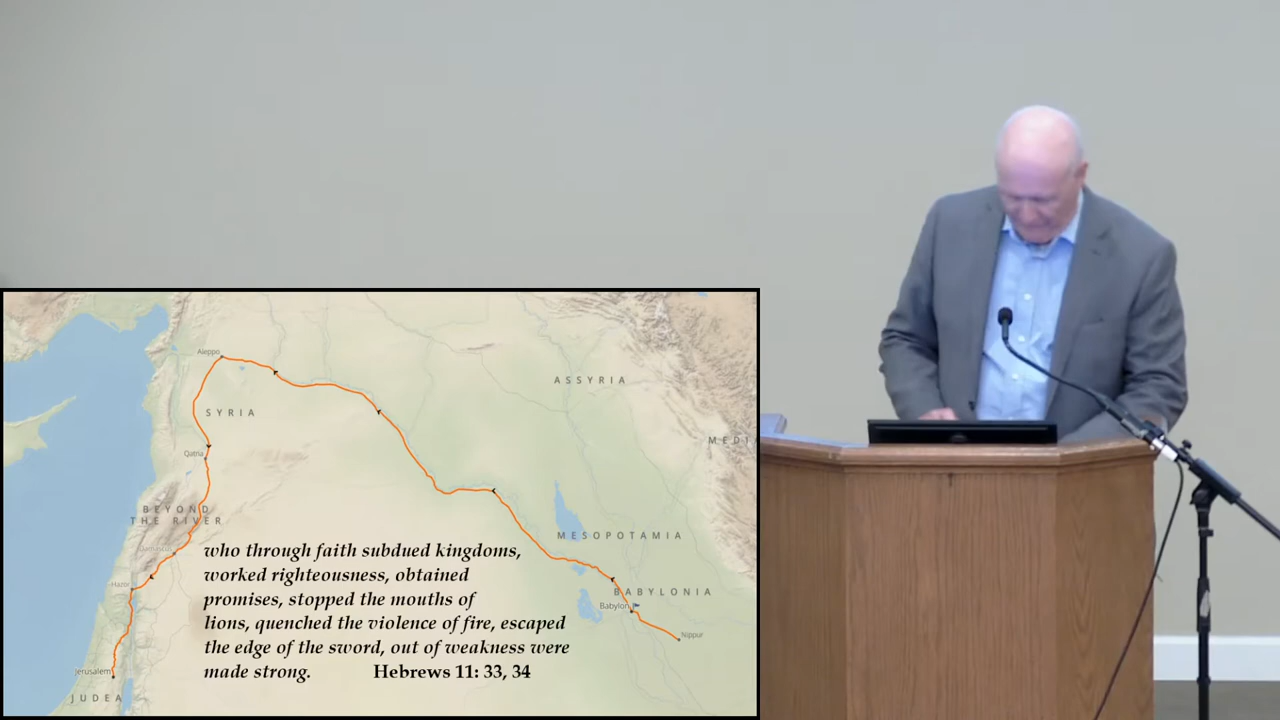 Aleppo
ASSYRIA
SYRIA
MEDI
Qatna
BEYOND
THE RIVER
MESOPOTAMIA
Damascus
who through faith subdued kingdoms,
worked righteousness, obtained
promises, stopped the mouths of
lions, quenched the violence of fire, escaped
the edge of the sword, out of weakness were
made strong. Hebrews 11: 33, 34
Hazor
BABYLONIA
Babylon
Nippur
Jerusalem
JUDEA